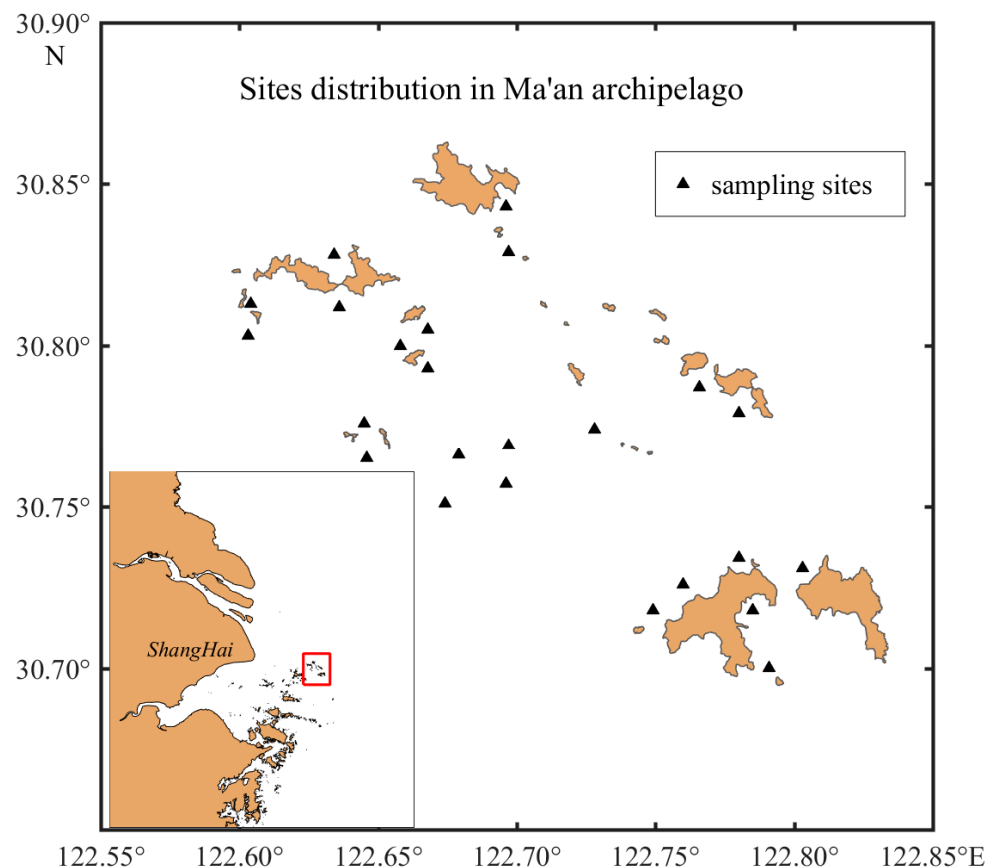 30.90°
N
Sites distribution in Ma'an archipelago
30.85°
sampling sites
30.80°
30.75°
ShangHai
30.70°
122.55° 122.60° 122.65° 122.70° 122.75° 122.80° 122.85°E